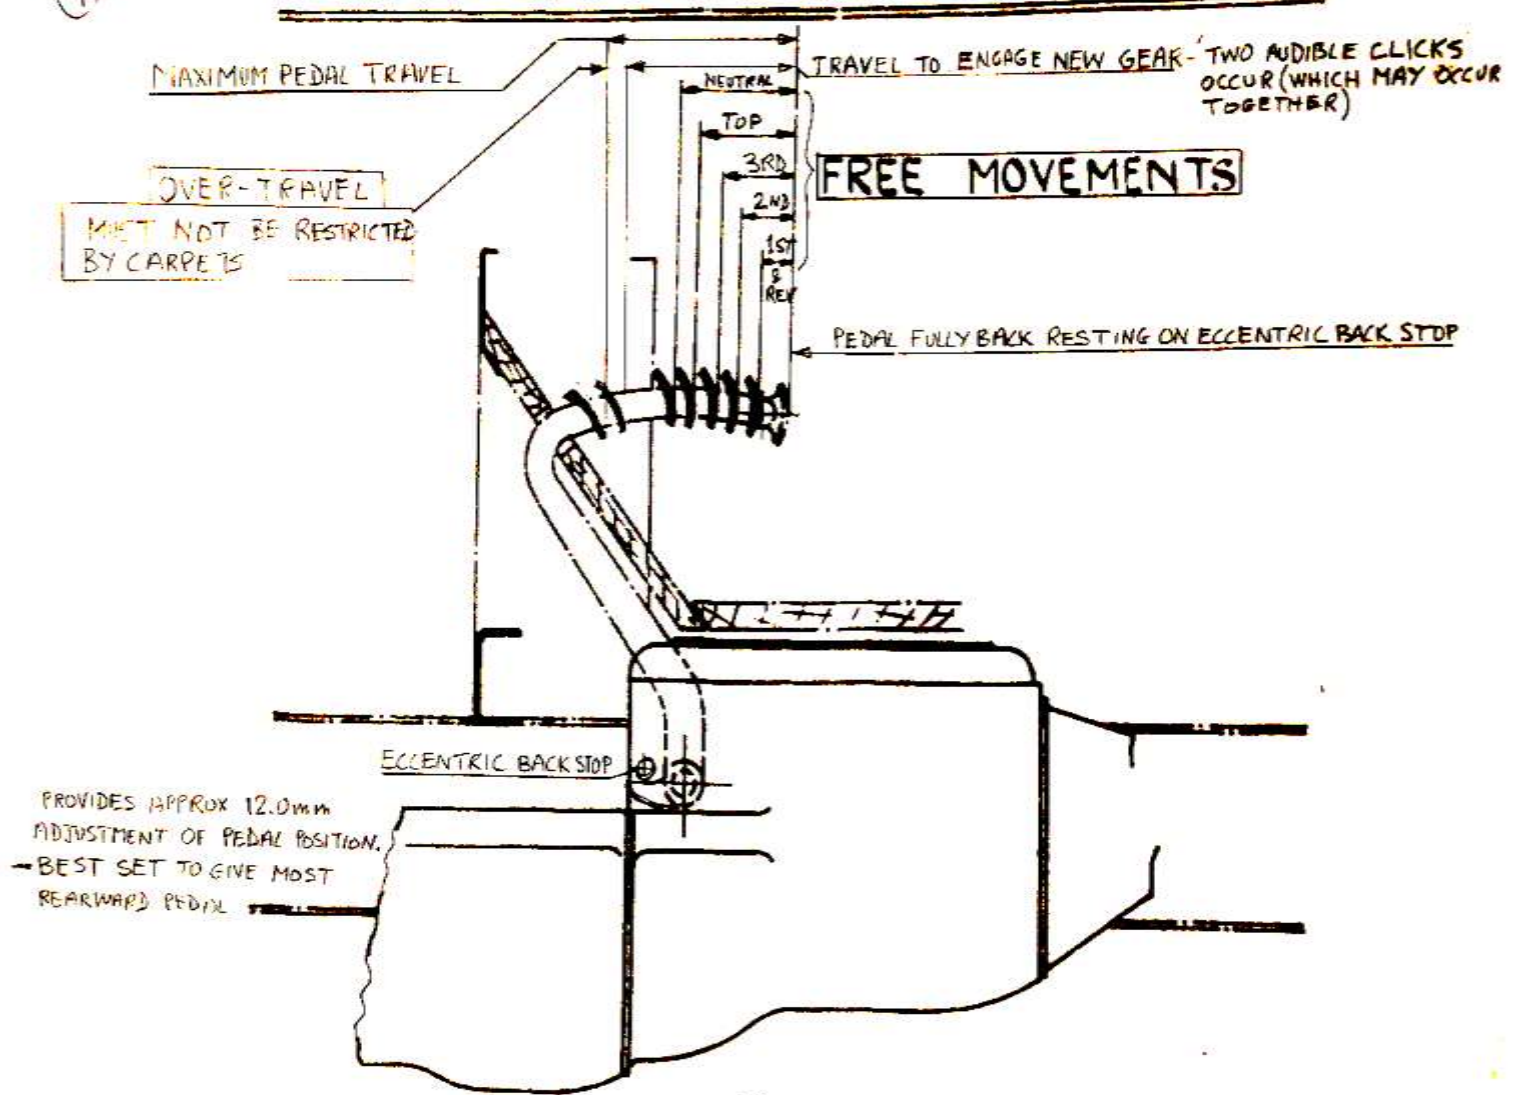 MAXIMUM PEDAL TRAVEL
TRAVEL TO ENGAGE NEW GEAR - TWO AUDIBLE CLICKS
OCCUR (WHICH MAY OCCUR
TOGETHER)
NEUTRAL
TOP
3RD
2ND
1ST
&
REV
FREE MOVEMENTS
OVER-TRAVEL
MUST NOT BE RESTRICTED
BY CARPETS
PEDAL FULLY BACK RESTING ON ECCENTRIC BACK STOP
ECCENTRIC BACK STOP
PROVIDES APPROX 12.0mm
ADJUSTMENT OF PEDAL POSITION.
- BEST SET TO GIVE MOST
REARWARD PEDAL